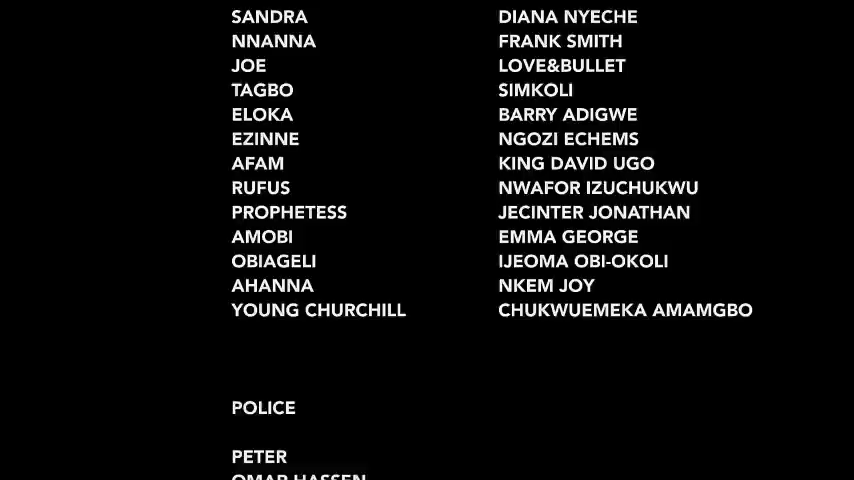 SANDRA DIANA NYECHE
NNANNA FRANK SMITH
JOE LOVE&BULLET
TAGBO SIMKOLI
ELOKA BARRY ADIGWE
EZINNE NGOZI ECHEMS
AFAM KING DAVID UGO
RUFUS NWAFOR IZUCHUKWU
PROPHETESS JECINTER JONATHAN
AMOBI EMMA GEORGE
OBIAGELI IJEOMA OBI-OKOLI
AHANNA NKEM JOY
YOUNG CHURCHILL CHUKWUEMEKA AMAMGBO
POLICE
PETER
OMAR HASSEN